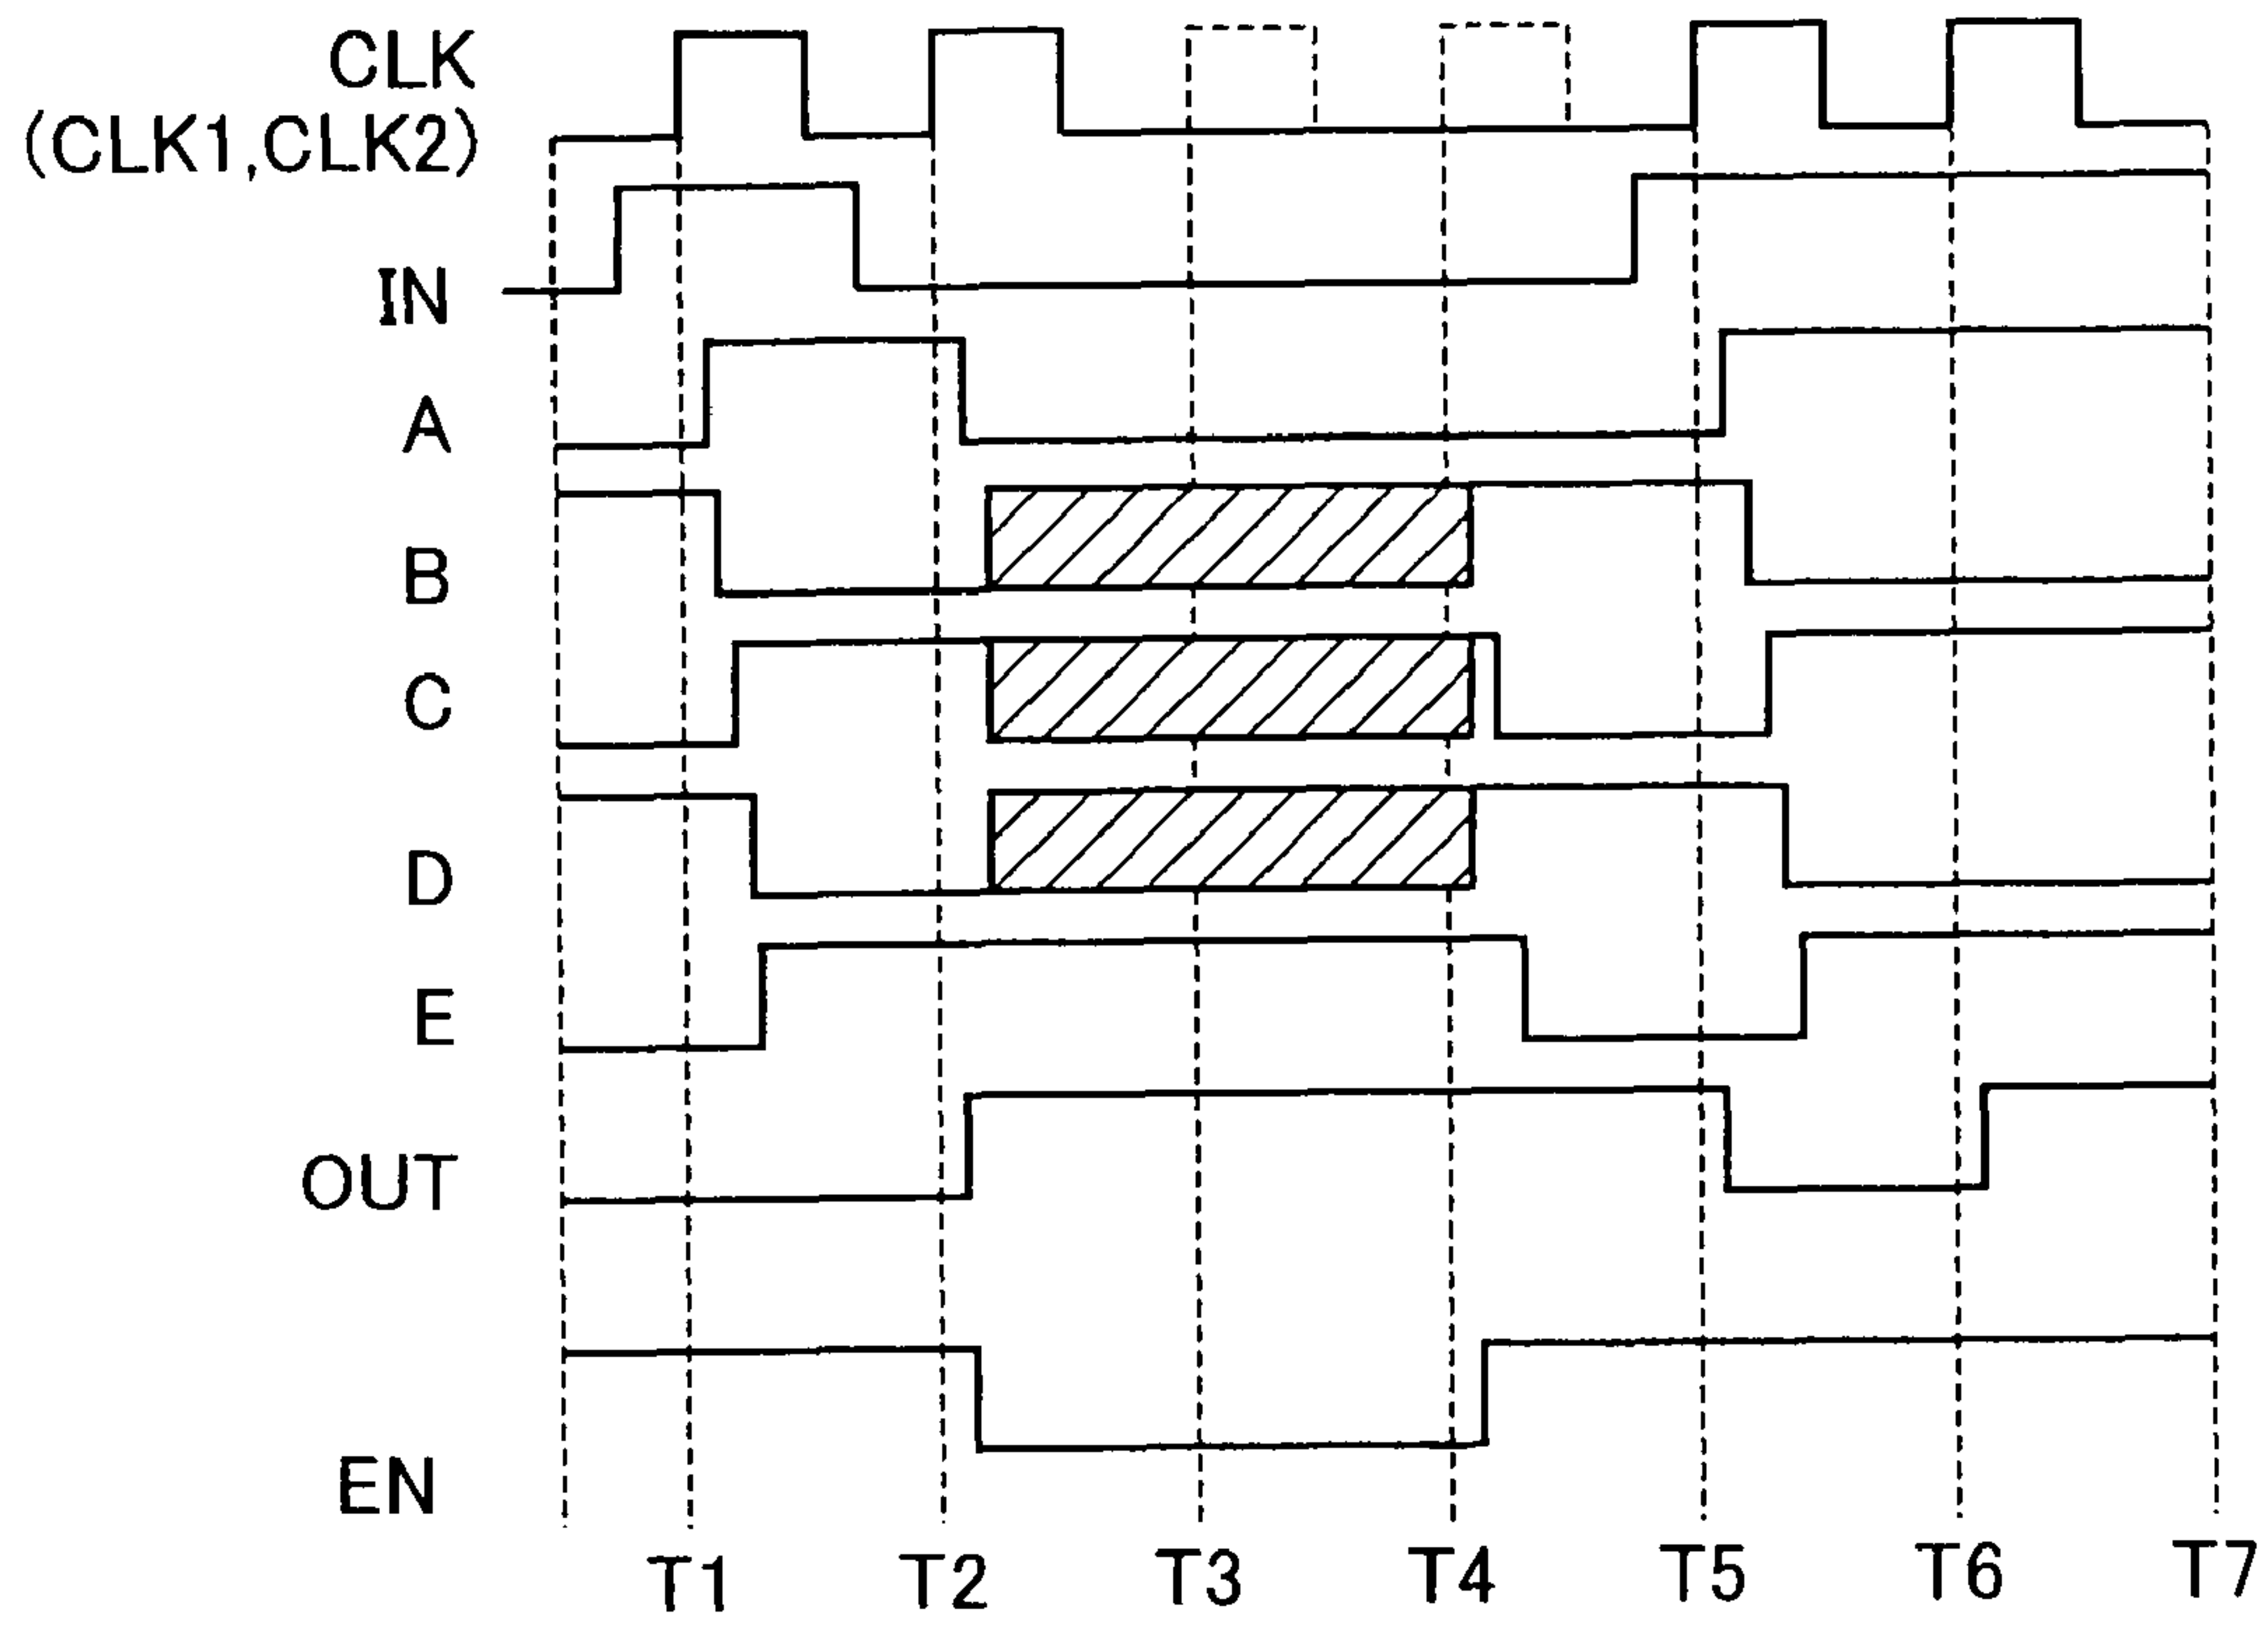 CLK
(CLK1,CLK2)
IN
A
B
C
D
E
OUT
EN
T1 T2 T3 T4 T5 T6 T7